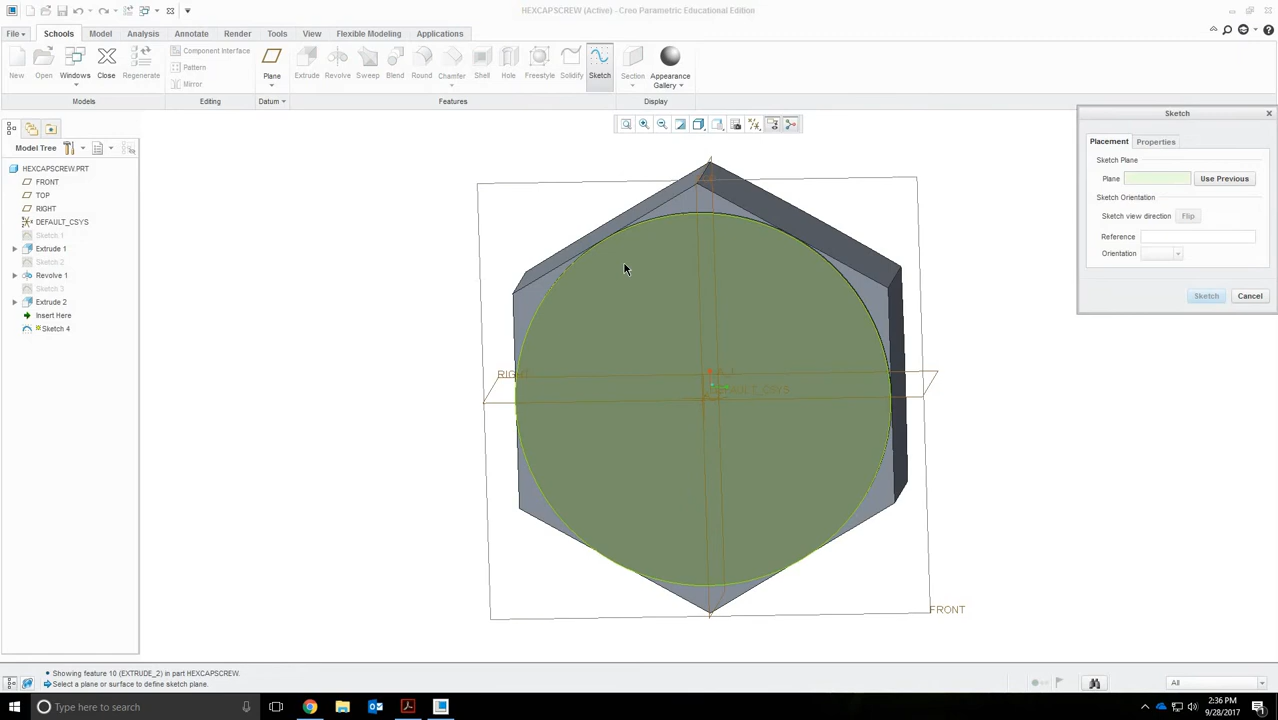 HEXCAPSCREW (Active) - Creo Parametric Educational Edition
File
Schools
Model
Analysis
Annotate
Render
Tools
View
Flexible Modeling
Applications
New
Open
Windows
Close
Regenerate
Component Interface
Pattern
Mirror
Plane
Extrude
Revolve
Sweep
Blend
Round
Chamfer
Shell
Hole
Freestyle
Solidify
Sketch
Section
Appearance
Gallery
Models
Editing
Datum
Features
Display
Model Tree
HEXCAPSCREW.PRT
FRONT
TOP
RIGHT
DEFAULT_CSYS
Sketch 1
Extrude 1
Sketch 2
Revolve 1
Sketch 3
Extrude 2
Insert Here
Sketch 4
RIGHT
DEFAULT_CSYS
FRONT
Sketch
Placement
Properties
Sketch Plane
Plane
Use Previous
Sketch Orientation
Sketch view direction
Flip
Reference
Orientation
Sketch
Cancel
Showing feature 10 (EXTRUDE_2) in part HEXCAPSCREW.
Select a plane or surface to define sketch plane.
All
Type here to search
2:36 PM
9/28/2017